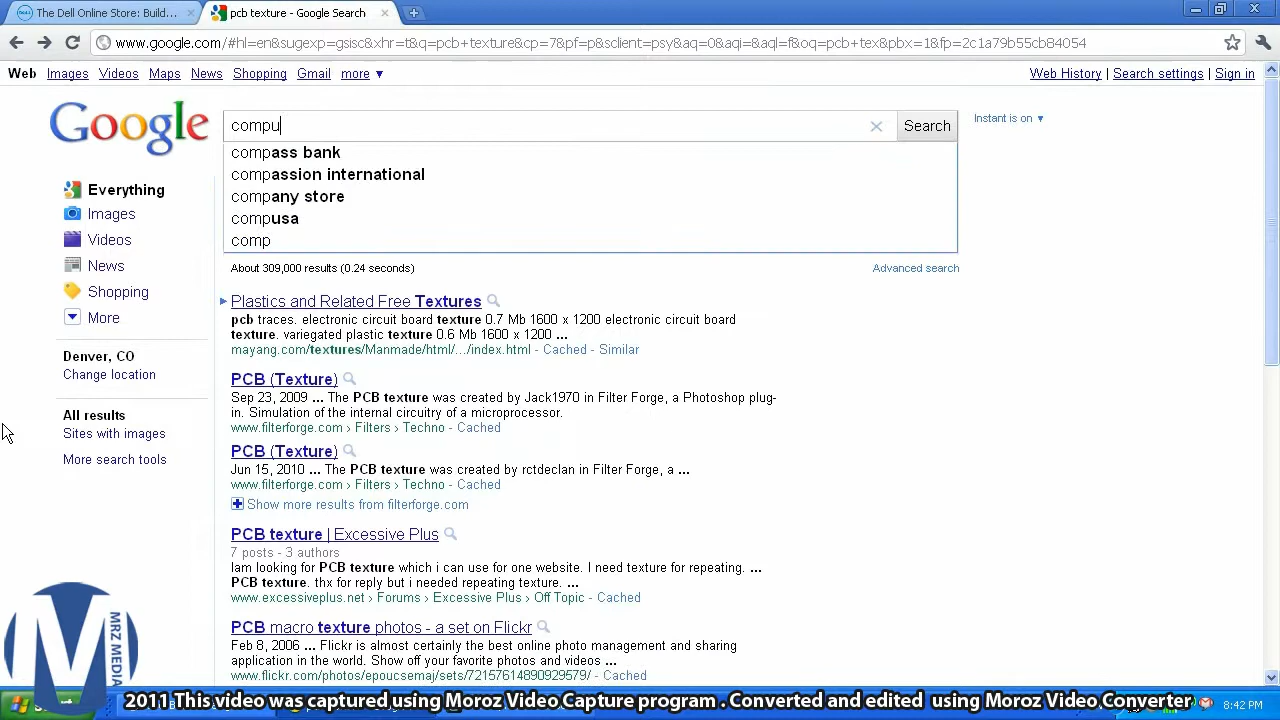 The Dell Online Store: Build...
pcb texture - Google Search
www.google.com/#hl=en&sugexp=gsisc&xhr=t&q=pcb+texture&cp=7&pf=p&sclient=psy&aq=0&aqi=&aql=f&oq=pcb+tex&pbx=1&fp=2c1a79b55cb84054
Web Images Videos Maps News Shopping Gmail more ▼
Web History | Search settings | Sign in
Google
compu
Search
Instant is on ▼
compass bank
compassion international
company store
compusa
comp
About 309,000 results (0.24 seconds)
Advanced search
Everything
Images
Videos
News
Shopping
More
Denver, CO
Change location
All results
Sites with images
More search tools
Plastics and Related Free Textures
pcb traces. electronic circuit board texture 0.7 Mb 1600 x 1200 electronic circuit board
texture. variegated plastic texture 0.6 Mb 1600 x 1200 ...
mayang.com/textures/Manmade/html/.../index.html - Cached - Similar
PCB (Texture)
Sep 23, 2009 ... The PCB texture was created by Jack1970 in Filter Forge, a Photoshop plug-
in. Simulation of the internal circuitry of a microprocessor.
www.filterforge.com › Filters › Techno - Cached
PCB (Texture)
Jun 15, 2010 ... The PCB texture was created by rctdeclan in Filter Forge, a ...
www.filterforge.com › Filters › Techno - Cached
Show more results from filterforge.com
PCB texture | Excessive Plus
7 posts - 3 authors
Iam looking for PCB texture which i can use for one website. I need texture for repeating. ...
PCB texture. thx for reply but i needed repeating texture. ...
www.excessiveplus.net › Forums › Excessive Plus › Off Topic - Cached
PCB macro texture photos - a set on Flickr
Feb 8, 2006 ... Flickr is almost certainly the best online photo management and sharing
application in the world. Show off your favorite photos and videos ...
www.flickr.com/photos/epoucsemaj/sets/72157614890929567/ - Cached
MRZ MEDIA
2011 This video was captured using Moroz Video Capture program . Converted and edited using Moroz Video Converter
8:42 PM